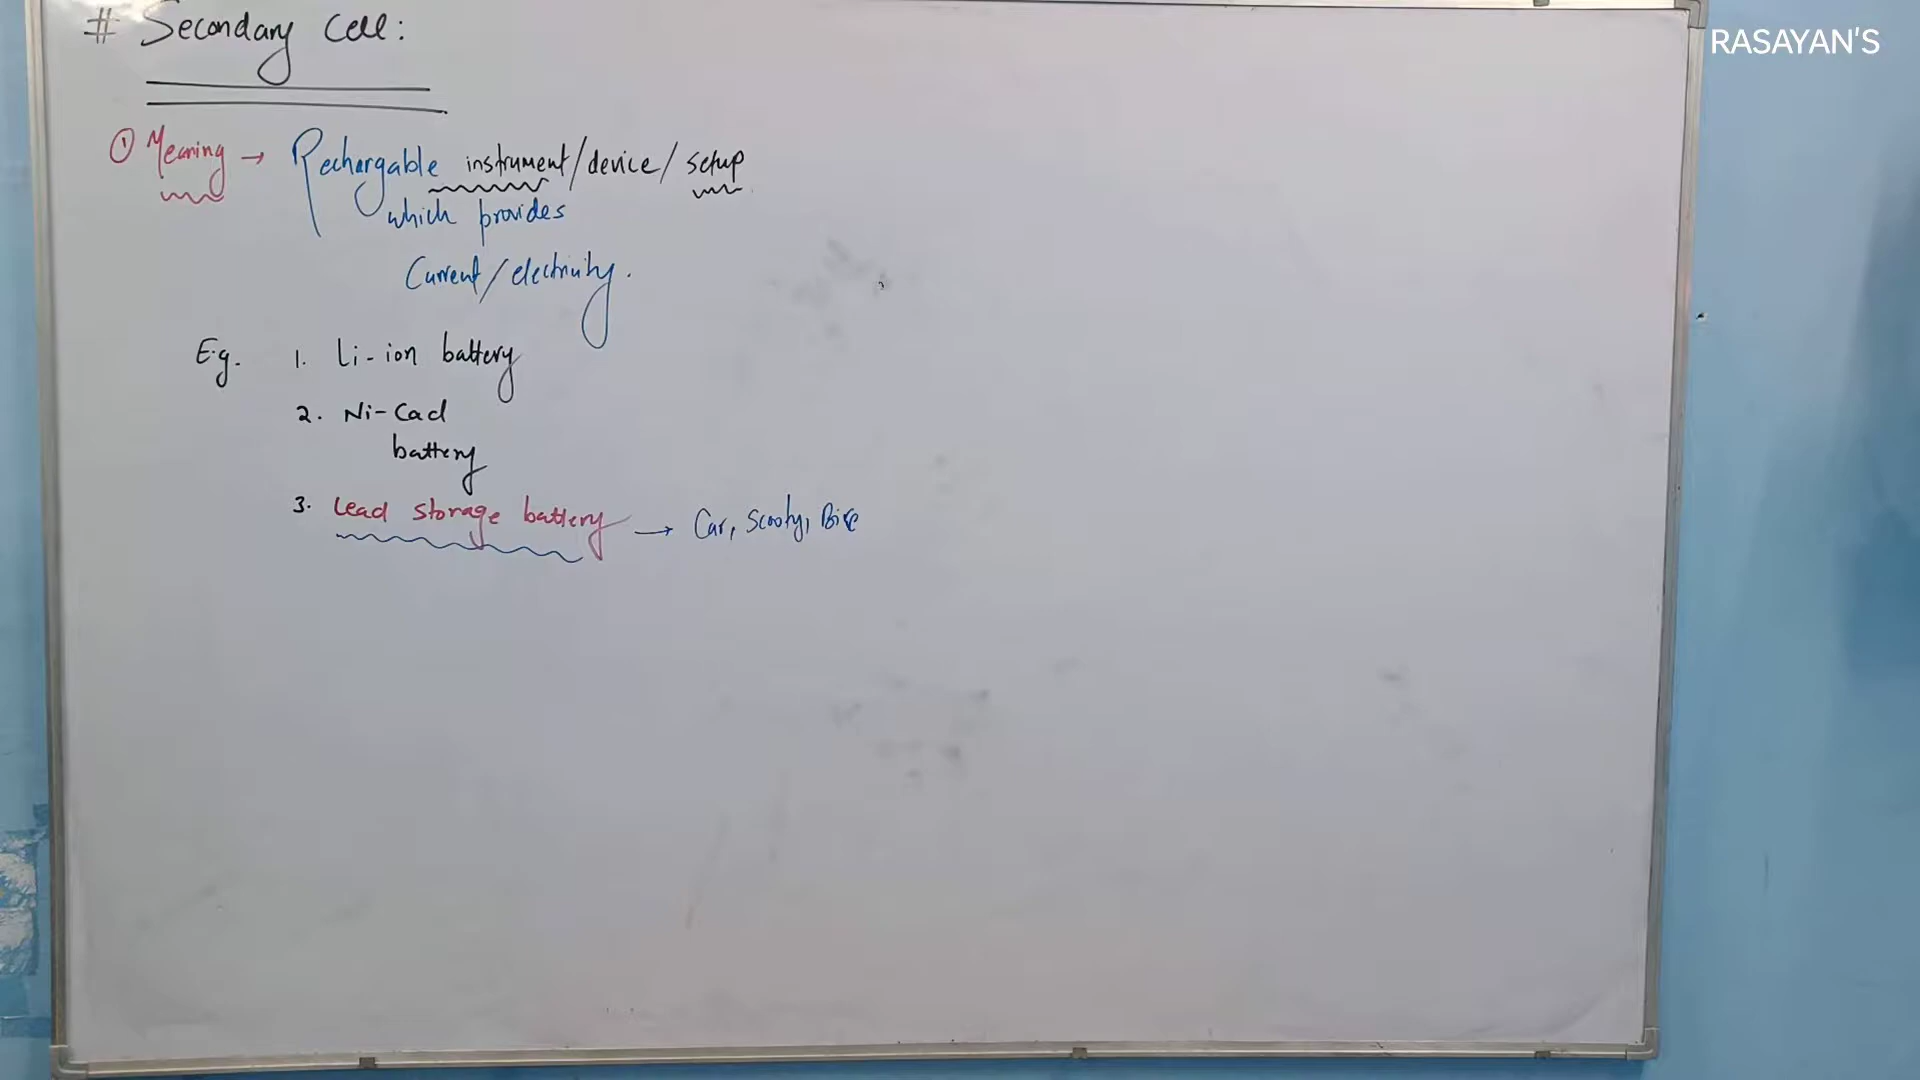 # Secondary Cell:
RASAYAN'S
① Meaning → Rechargable instrument/device/setup
which provides
Current/electricity.
E.g. 1. Li-ion battery
2. Ni-Cad
battery
3. Lead storage battery → Car, Scooty, Bike